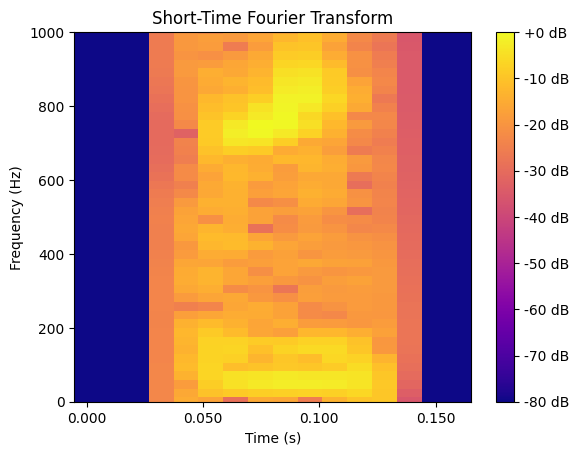 Short-Time Fourier Transform
1000
800
600
400
200
0
Frequency (Hz)
0.000
0.050
0.100
0.150
Time (s)
+0 dB
-10 dB
-20 dB
-30 dB
-40 dB
-50 dB
-60 dB
-70 dB
-80 dB